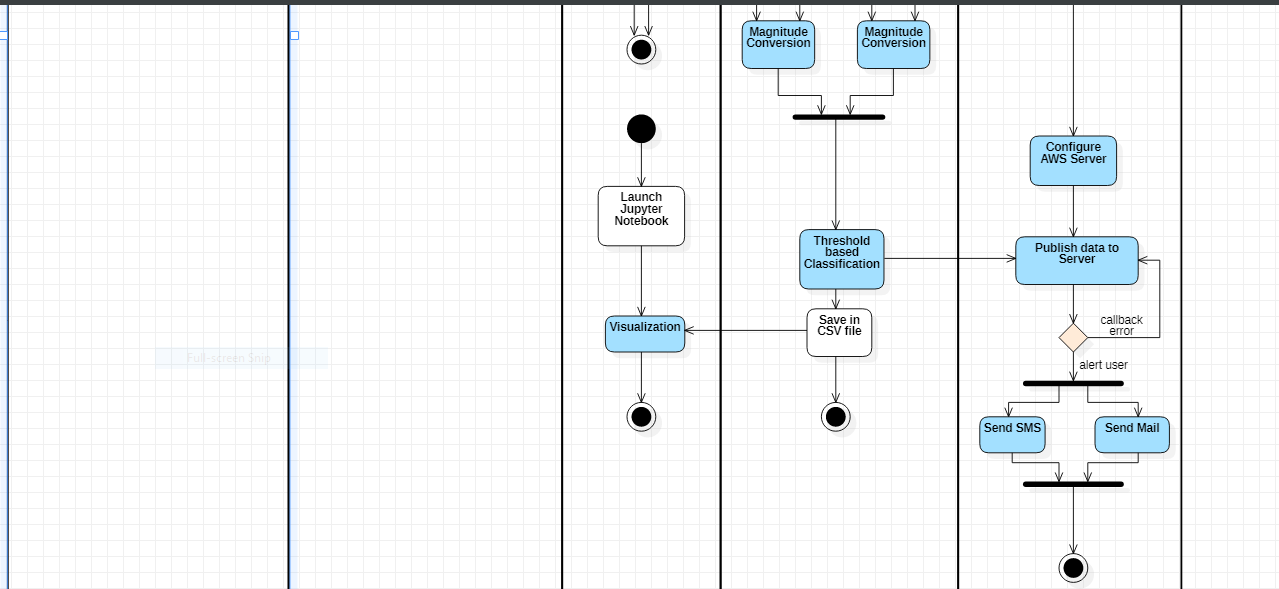 Magnitude
Conversion
Magnitude
Conversion
Configure
AWS Server
Launch
Jupyter
Notebook
Threshold
based
Classification
Publish data to
Server
Visualization
Save in
CSV file
callback
error
Full-screen Snip
alert user
Send SMS
Send Mail